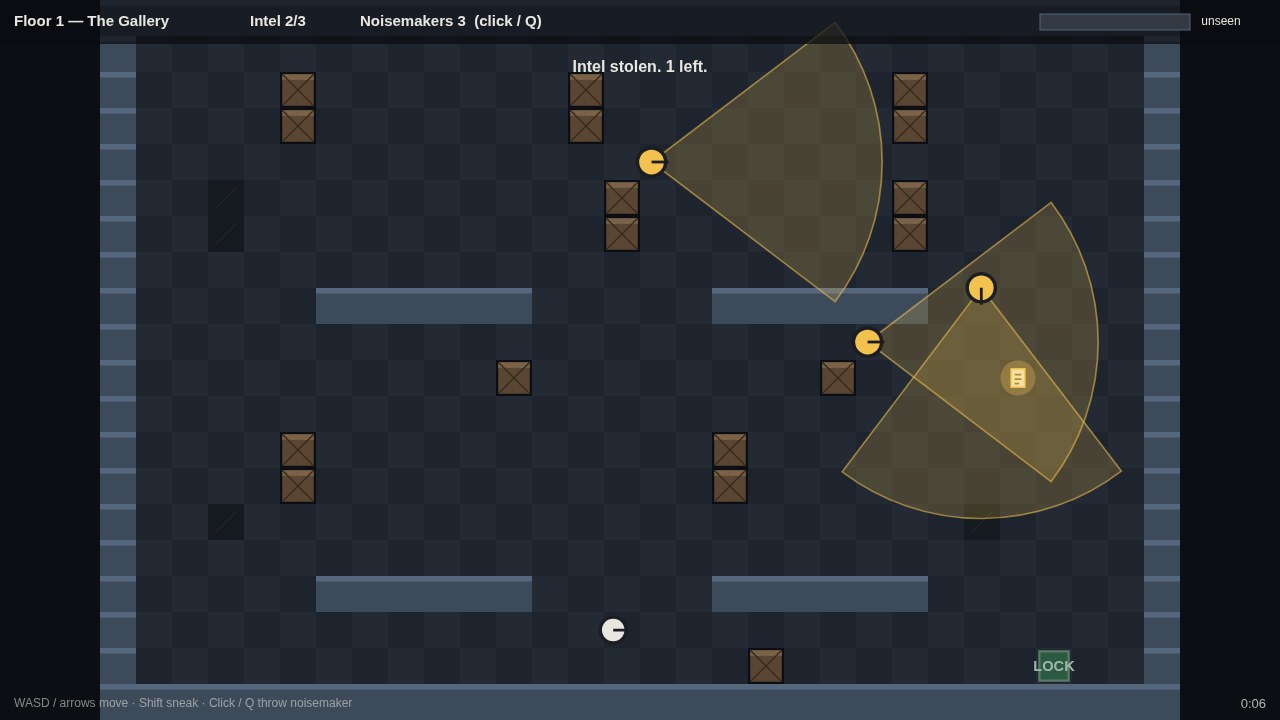 Floor 1 — The Gallery
Intel 2/3
Noisemakers 3 (click / Q)
unseen
Intel stolen. 1 left.
LOCK
WASD / arrows move · Shift sneak · Click / Q throw noisemaker
0:06